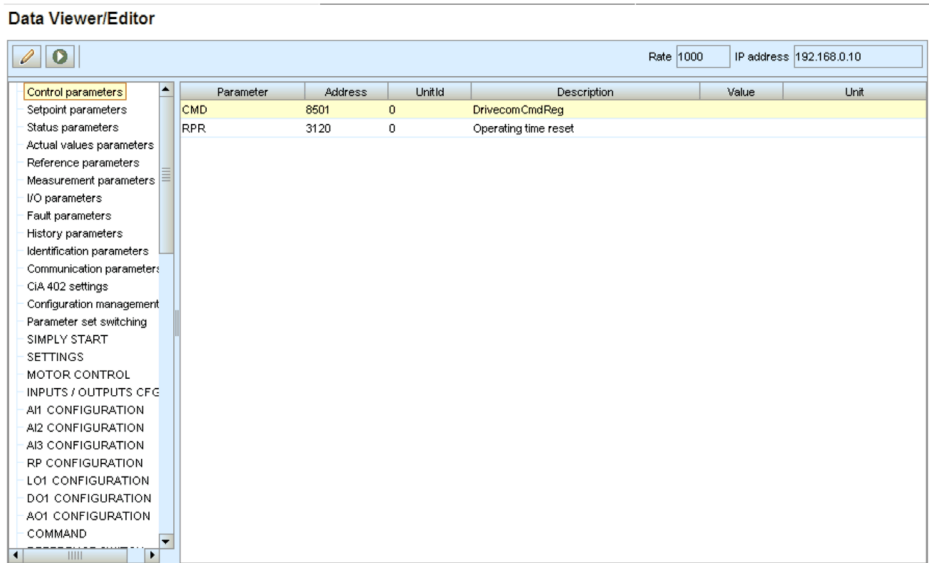 Data Viewer/Editor
Rate 1000 IP address 192.168.0.10
Parameter Address UnitId Description Value Unit
CMD 8501 0 DrivecomCmdReg
RPR 3120 0 Operating time reset
Control parameters
Setpoint parameters
Status parameters
Actual values parameters
Reference parameters
Measurement parameters
I/O parameters
Fault parameters
History parameters
Identification parameters
Communication parameters
CiA 402 settings
Configuration management
Parameter set switching
SIMPLY START
SETTINGS
MOTOR CONTROL
INPUTS / OUTPUTS CFG
AI1 CONFIGURATION
AI2 CONFIGURATION
AI3 CONFIGURATION
RP CONFIGURATION
LO1 CONFIGURATION
DO1 CONFIGURATION
AO1 CONFIGURATION
COMMAND